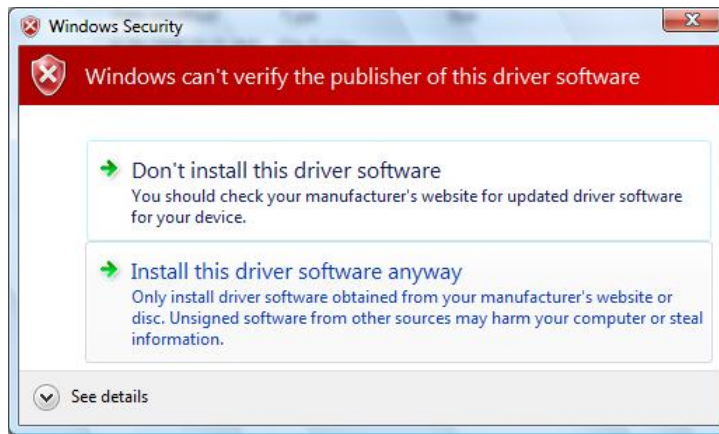 Windows Security
Windows can't verify the publisher of this driver software
Don't install this driver software
You should check your manufacturer's website for updated driver software
for your device.
Install this driver software anyway
Only install driver software obtained from your manufacturer's website or
disc. Unsigned software from other sources may harm your computer or steal
information.
See details